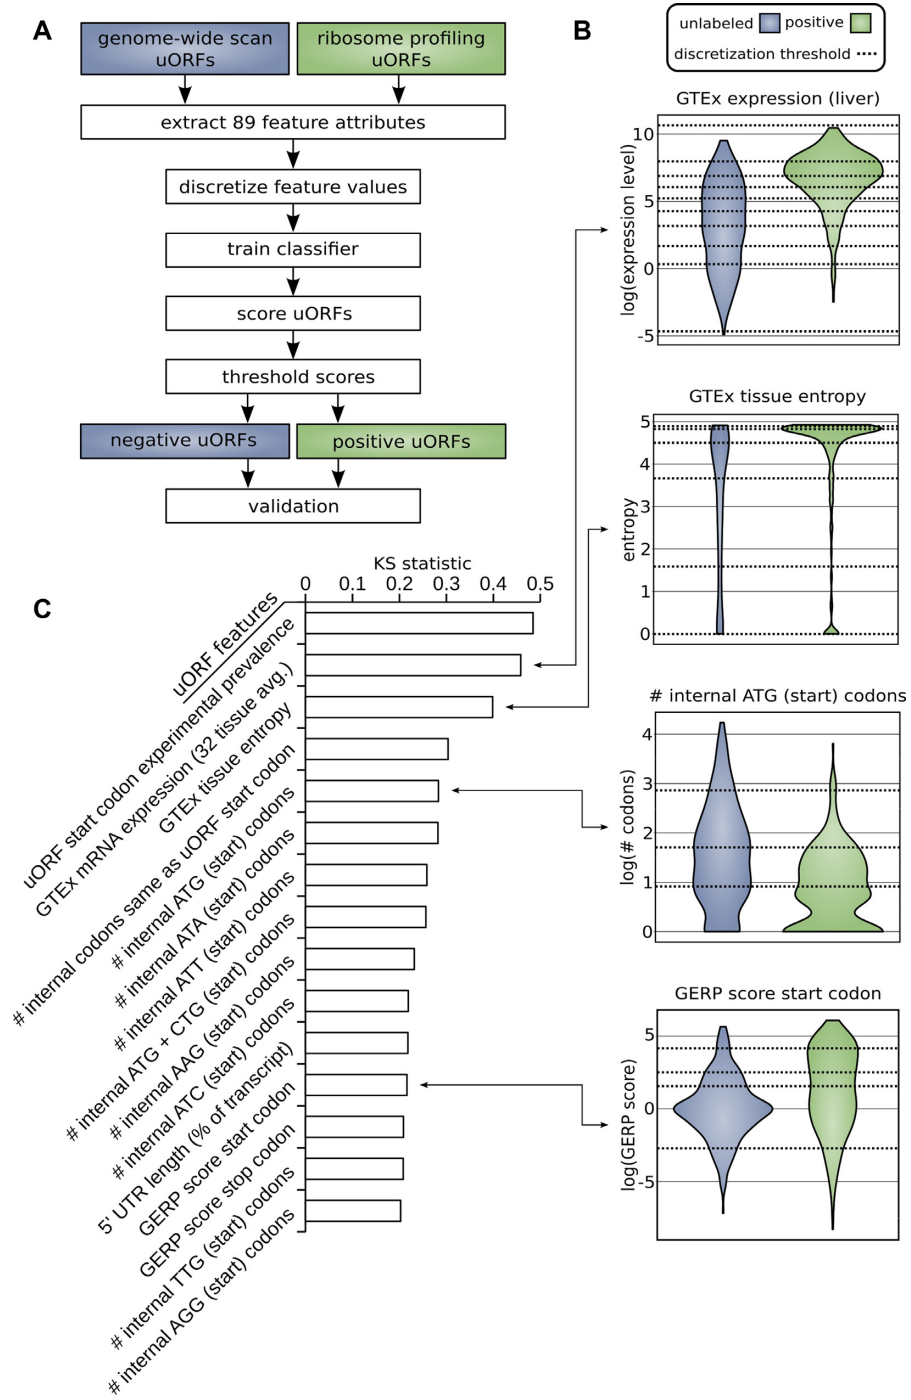 A
genome-wide scan
uORFs
ribosome profiling
uORFs
extract 89 feature attributes
discretize feature values
train classifier
score uORFs
threshold scores
negative uORFs
positive uORFs
validation
B
unlabeled
positive
discretization threshold
GTEx expression (liver)
log(expression level)
10
5
0
-5
GTEx tissue entropy
entropy
5
4
3
2
1
0
# internal ATG (start) codons
log(# codons)
4
3
2
1
0
GERP score start codon
log(GERP score)
5
0
-5
C
KS statistic
0 0.1 0.2 0.3 0.4 0.5
uORF features
uORF start codon experimental prevalence
GTEx mRNA expression (32 tissue avg.)
GTEx tissue entropy
# internal codons same as uORF start codon
# internal ATG (start) codons
# internal ATA (start) codons
# internal ATT (start) codons
# internal ATG + CTG (start) codons
# internal AAG (start) codons
# internal ATC (start) codons
5' UTR length (% of transcript)
GERP score start codon
GERP score stop codon
# internal TTG (start) codons
# internal AGG (start) codons